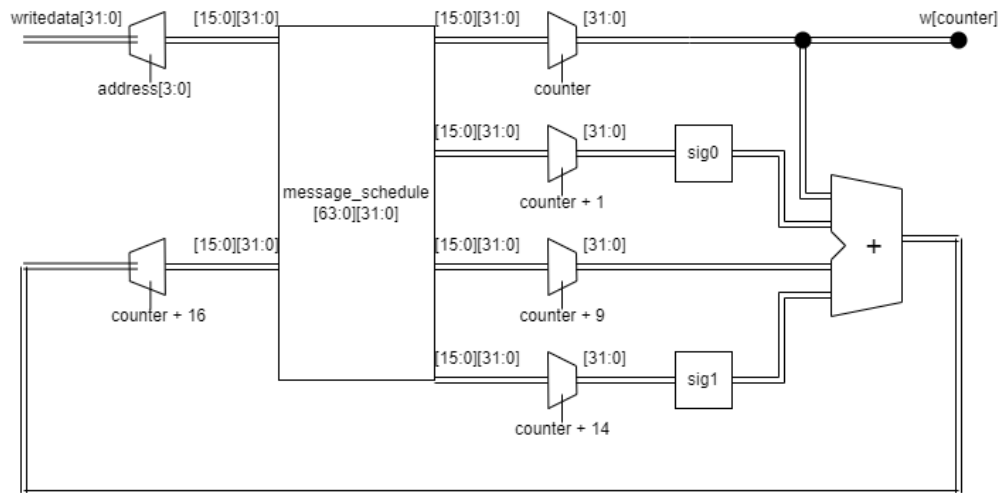 writedata[31:0]
[15:0][31:0]
[15:0][31:0]
[31:0]
w[counter]
address[3:0]
counter
[15:0][31:0]
[31:0]
sig0
message_schedule
[63:0][31:0]
counter + 1
[15:0][31:0]
[15:0][31:0]
[31:0]
+
counter + 16
counter + 9
[15:0][31:0]
[31:0]
sig1
counter + 14